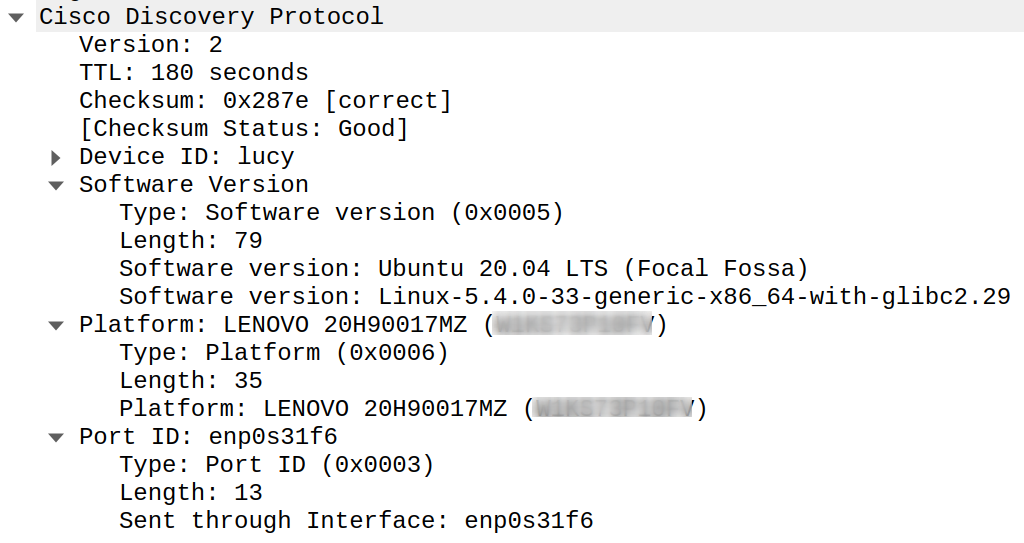 Cisco Discovery Protocol
Version: 2
TTL: 180 seconds
Checksum: 0x287e [correct]
[Checksum Status: Good]
Device ID: lucy
Software Version
Type: Software version (0x0005)
Length: 79
Software version: Ubuntu 20.04 LTS (Focal Fossa)
Software version: Linux-5.4.0-33-generic-x86_64-with-glibc2.29
Platform: LENOVO 20H90017MZ ()
Type: Platform (0x0006)
Length: 35
Platform: LENOVO 20H90017MZ ()
Port ID: enp0s31f6
Type: Port ID (0x0003)
Length: 13
Sent through Interface: enp0s31f6